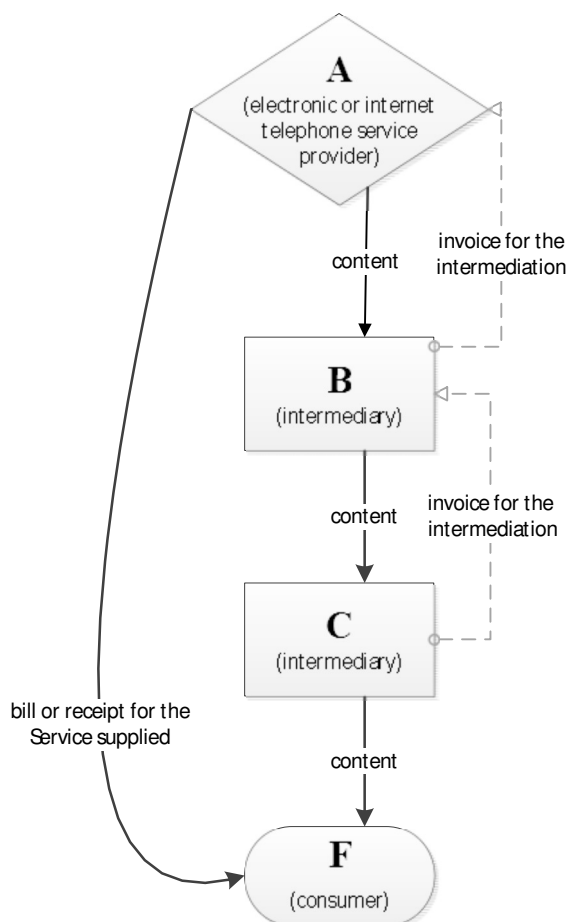 A
(electronic or internet
telephone service
provider)
content
invoice for the
intermediation
B
(intermediary)
content
invoice for the
intermediation
C
(intermediary)
bill or receipt for the
Service supplied
content
F
(consumer)